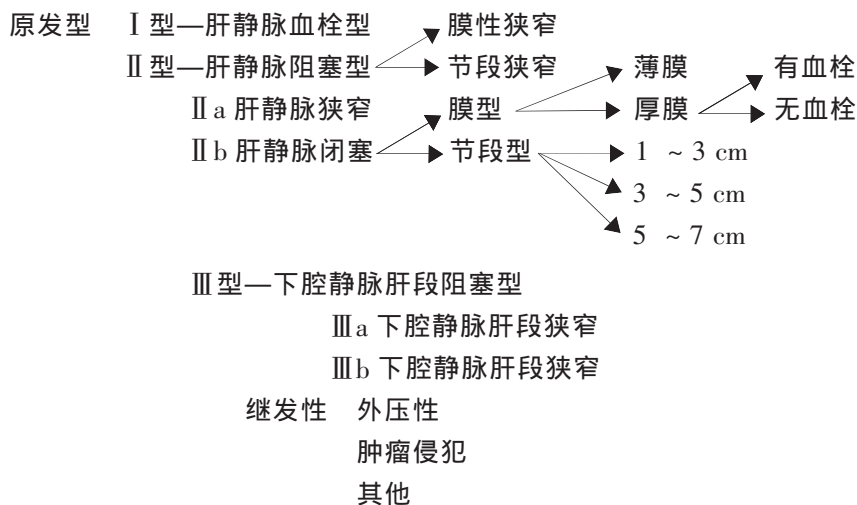 原发型 Ⅰ型—肝静脉血栓型 膜性狭窄
Ⅱ型—肝静脉阻塞型 节段狭窄 薄膜 有血栓
Ⅱa 肝静脉狭窄 膜型 厚膜 无血栓
Ⅱb 肝静脉闭塞 节段型 1 ~ 3 cm
3 ~ 5 cm
5 ~ 7 cm
Ⅲ型—下腔静脉肝段阻塞型
Ⅲa 下腔静脉肝段狭窄
Ⅲb 下腔静脉肝段狭窄
继发性 外压性
肿瘤侵犯
其他